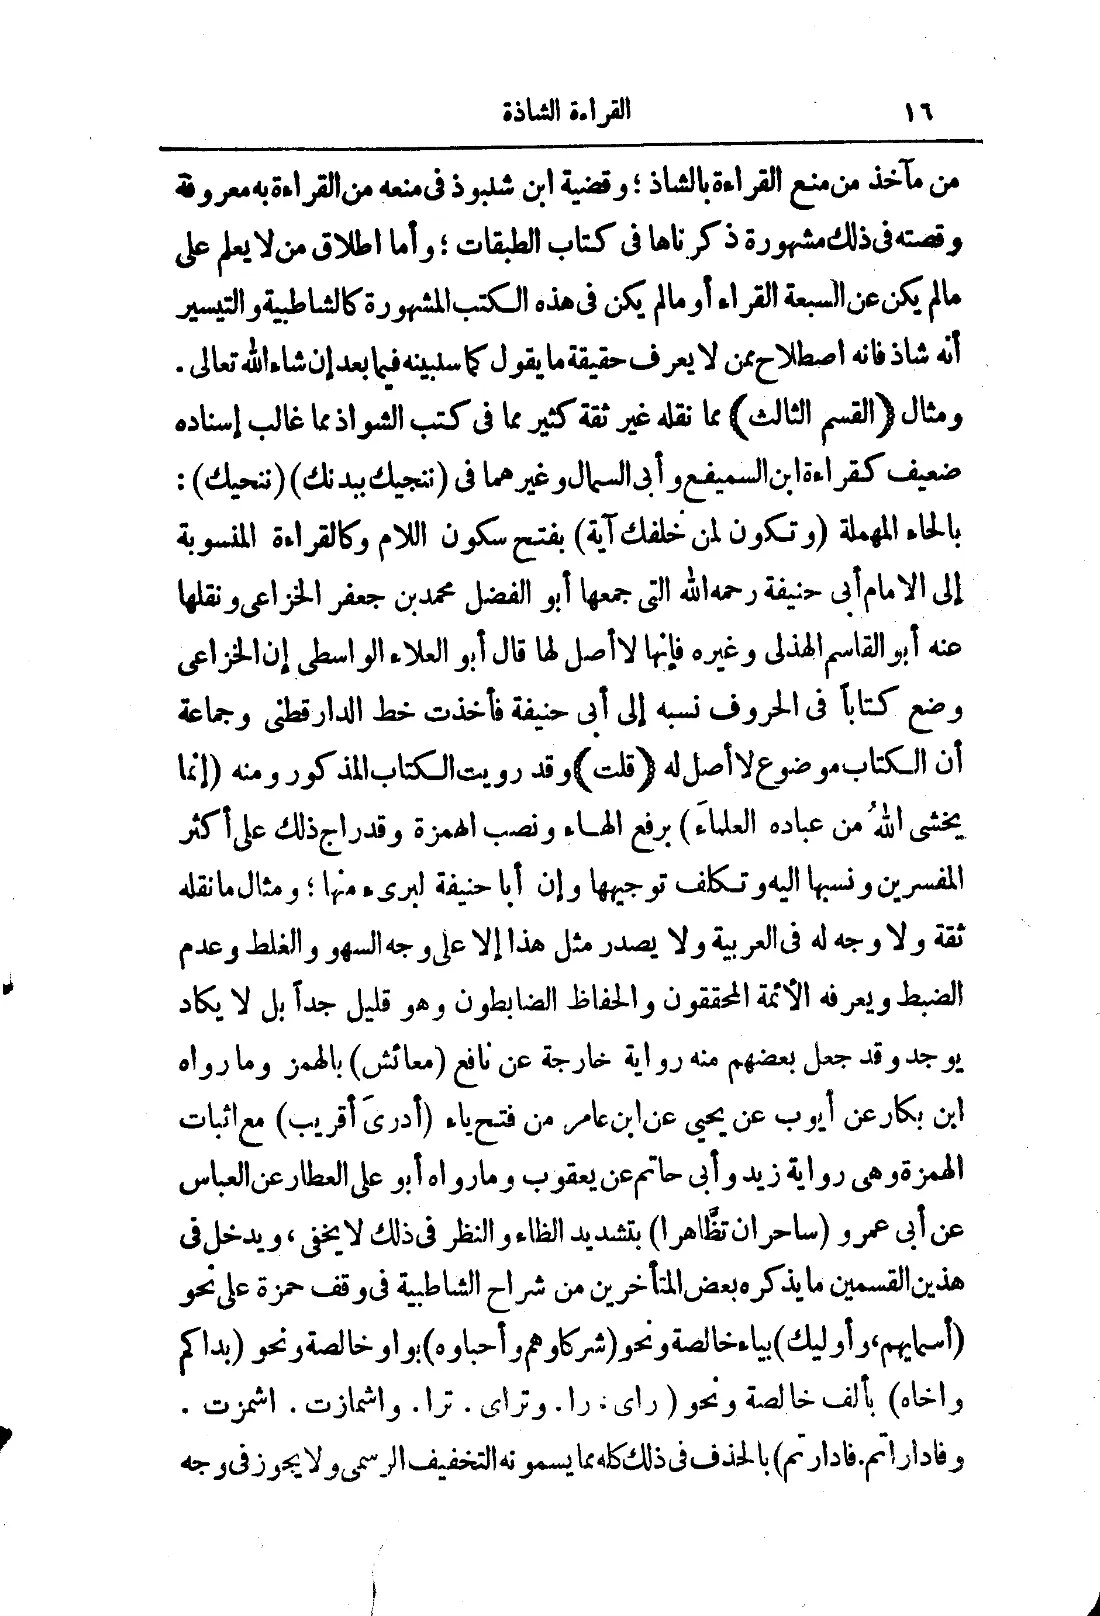 ١٦ القراءة الشاذة
من مآخذ من منع القراءة بالشاذ ؛ وقضية ابن شنبوذ فى منعه من القراءة به معروفة
وقصته فى ذلك مشهورة ذكرناها فى كتاب الطبقات ؛ وأما اطلاق من لا يعلم على
مالم يكن عن السبعة القراء أو مالم يكن فى هذه الكتب المشهورة كالشاطبية والتيسير
أنه شاذ فانه اصطلاح ممن لا يعرف حقيقة ما يقول كما سنبينه فيما بعد إن شاء الله تعالى .
ومثال (القسم الثالث) مما نقله غير ثقة كثير مما فى كتب الشواذ مما غالب إسناده
ضعيف كقراءة ابن السميفع وأبى السمال وغيرهما فى (ننجيك ببدنك) (ننحيك) :
بالحاء المهملة (وتكون لمن خلفك آية) بفتح سكون اللام وكالقراءة المنسوبة
إلى الامام أبى حنيفة رحمه الله التى جمعها أبو الفضل محمد بن جعفر الخزاعى ونقلها
عنه أبو القاسم الهذلى وغيره فإنها لا أصل لها قال أبو العلاء الواسطى إن الخزاعى
وضع كتاباً فى الحروف نسبه إلى أبى حنيفة فأخذت خط الدارقطنى وجماعة
أن الكتاب موضوع لا أصل له (قلت) وقد رويت الكتاب المذكور ومنه (إنما
يخشى اللهُ من عباده العلماءَ) برفع الهاء ونصب الهمزة وقد راج ذلك على أكثر
المفسرين ونسبها اليه وتكلف توجيهها وإن أبا حنيفة لبرىء منها ؛ ومثال ما نقله
ثقة ولا وجه له فى العربية ولا يصدر مثل هذا إلا على وجه السهو والغلط وعدم
الضبط ويعرفه الأئمة المحققون والحفاظ الضابطون وهو قليل جداً بل لا يكاد
يوجد وقد جعل بعضهم منه رواية خارجة عن نافع (معائش) بالهمز وما رواه
ابن بكار عن أيوب عن يحيى عن ابن عامر من فتح ياء (أدرىَ أقريب) مع اثبات
الهمزة وهى رواية زيد وأبى حاتم عن يعقوب وما رواه أبو على العطار عن العباس
عن أبى عمرو (ساحران تظَّاهرا) بتشديد الظاء والنظر فى ذلك لا يخفى ، ويدخل فى
هذين القسمين ما يذكره بعض المتأخرين من شراح الشاطبية فى وقف حمزة على نحو
(أسمايهم، وأوليك) بياء خالصة ونحو (شركاوهم وأحباوه) بواو خالصة ونحو (بداكم
واخاه) بألف خالصة ونحو ( راى ، را . وتراى . ترا . واشمازت . اشمزت .
وفاداراتم . فادارتم) بالحذف فى ذلك كله مما يسمونه التخفيف الرسمى ولا يجوز فى وجه